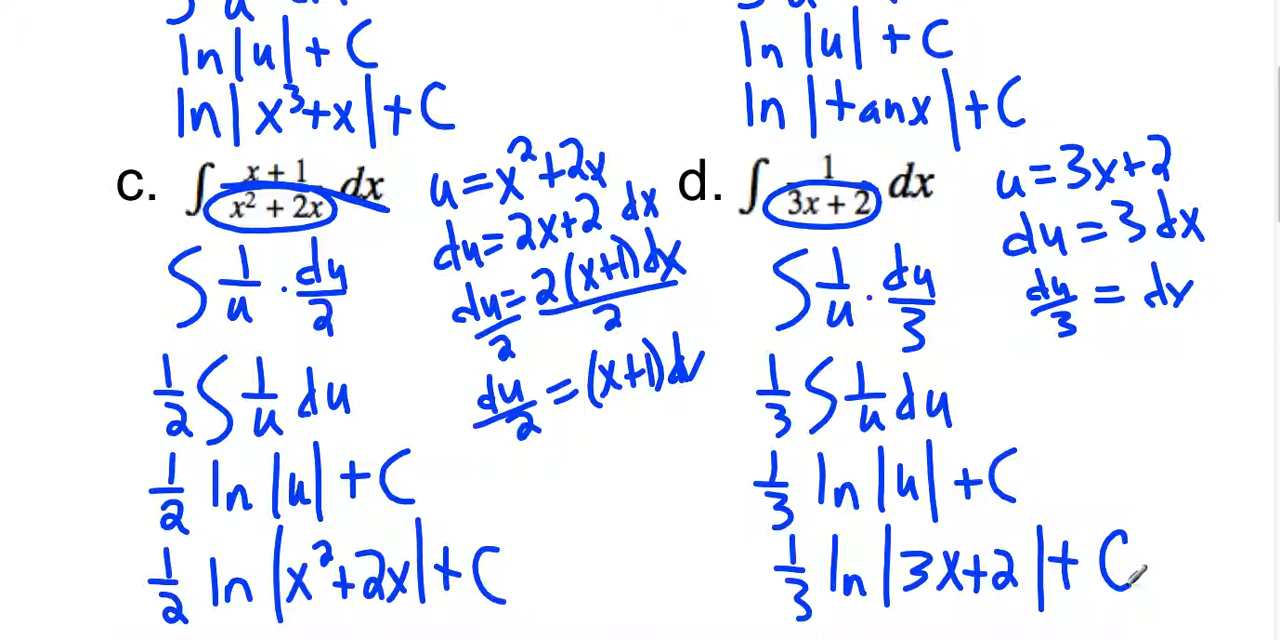 ln|u| + C
ln|x³+x| + C
c. ∫ x + 1 / x² + 2x dx
u = x² + 2x
du = 2x+2 dx
du/2 = 2(x+1)dx/2
du/2 = (x+1)dx
∫ 1/u · du/2
1/2 ∫ 1/u du
1/2 ln|u| + C
1/2 ln|x²+2x| + C
ln|u| + C
ln|tanx| + C
d. ∫ 1 / 3x + 2 dx
u = 3x+2
du = 3dx
du/3 = dx
∫ 1/u · du/3
1/3 ∫ 1/u du
1/3 ln|u| + C
1/3 ln|3x+2| + C